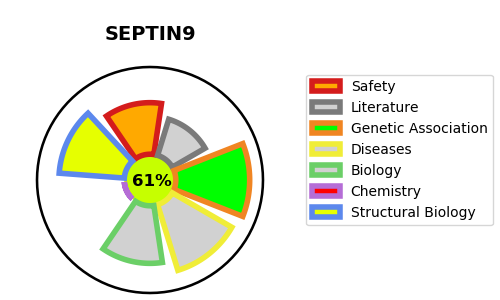 SEPTIN9
61%
Safety
Literature
Genetic Association
Diseases
Biology
Chemistry
Structural Biology